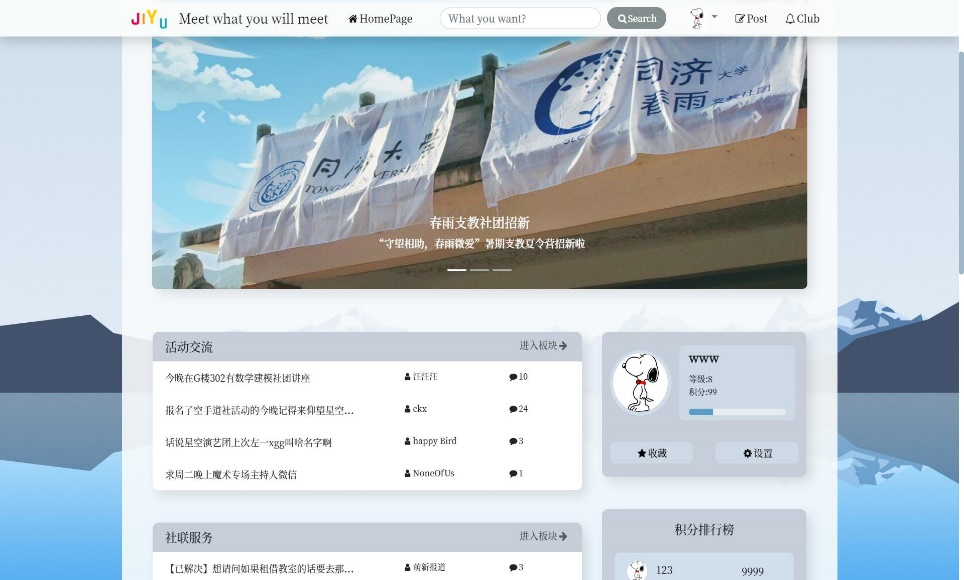 JIYU Meet what you will meet HomePage What you want? Search Post Club
同济大学
TONGJI UNIVERSITY
同济 大学
春雨 支教社团
春雨支教社团招新
“守望相助，春雨微爱”暑期支教夏令营招新啦
活动交流 进入板块
今晚在G楼302有数学建模社团讲座 汪汪汪 10
报名了空手道社活动的今晚记得来仰望星空... ckx 24
话说星空演艺团上次左一xgg叫啥名字啊 happy Bird 3
求周二晚上魔术专场主持人微信 NoneOfUs 1
www
等级:8
积分:99
收藏 设置
社联服务 进入板块
【已解决】想请问如果租借教室的话要去那... 萌新报道 3
积分排行榜
123 9999